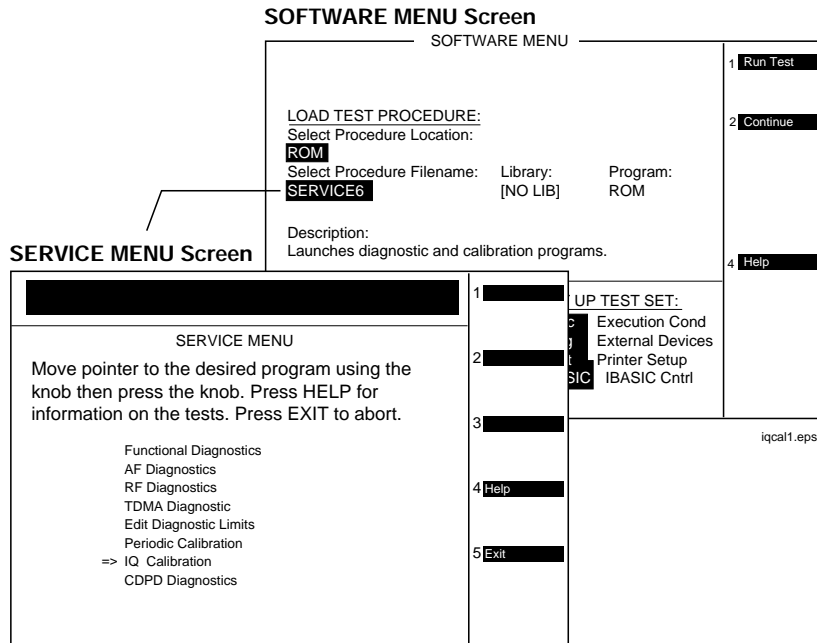 SOFTWARE MENU Screen
SOFTWARE MENU
1 Run Test
LOAD TEST PROCEDURE:
2 Continue
Select Procedure Location:
ROM
Select Procedure Filename: Library: Program:
SERVICE6 [NO LIB] ROM
Description:
Launches diagnostic and calibration programs.
4 Help
UP TEST SET:
Execution Cond
External Devices
Printer Setup
SIC IBASIC Cntrl
iqcal1.eps
SERVICE MENU Screen
1
SERVICE MENU
2
Move pointer to the desired program using the
knob then press the knob. Press HELP for
information on the tests. Press EXIT to abort.
3
Functional Diagnostics
AF Diagnostics
RF Diagnostics
4 Help
TDMA Diagnostic
Edit Diagnostic Limits
Periodic Calibration
=> IQ Calibration
5 Exit
CDPD Diagnostics